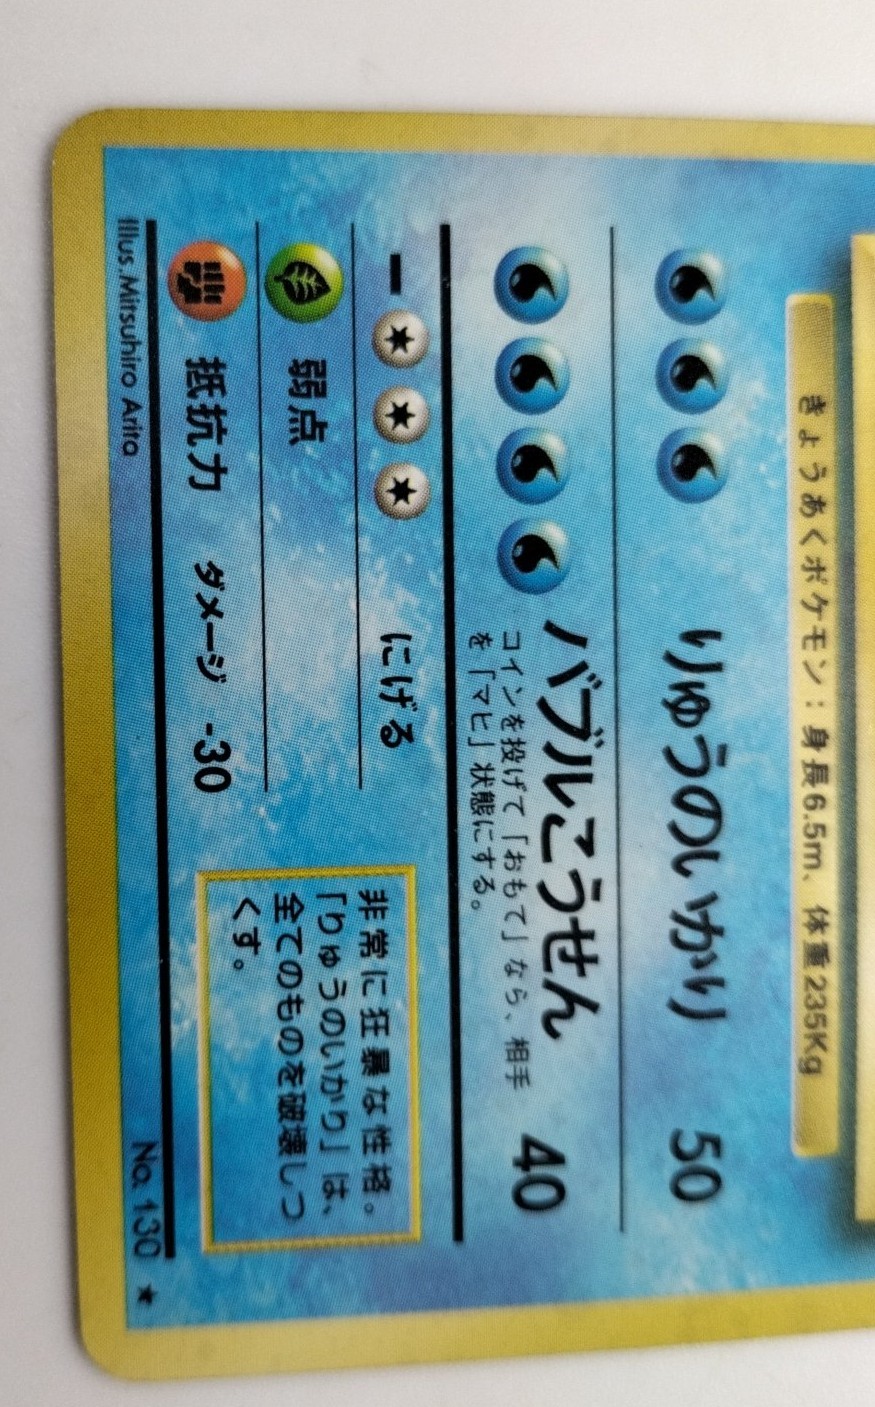 きょうあくポケモン：身長6.5m、体重235Kg
りゅうのいかり 50
バブルこうせん 40
コインを投げて「おもて」なら、相手
を「マヒ」状態にする。
にげる
弱点
抵抗力 ダメージ -30
非常に狂暴な性格。
「りゅうのいかり」は、
全てのものを破壊しつ
くす。
Illus. Mitsuhiro Arita
No. 130 ★